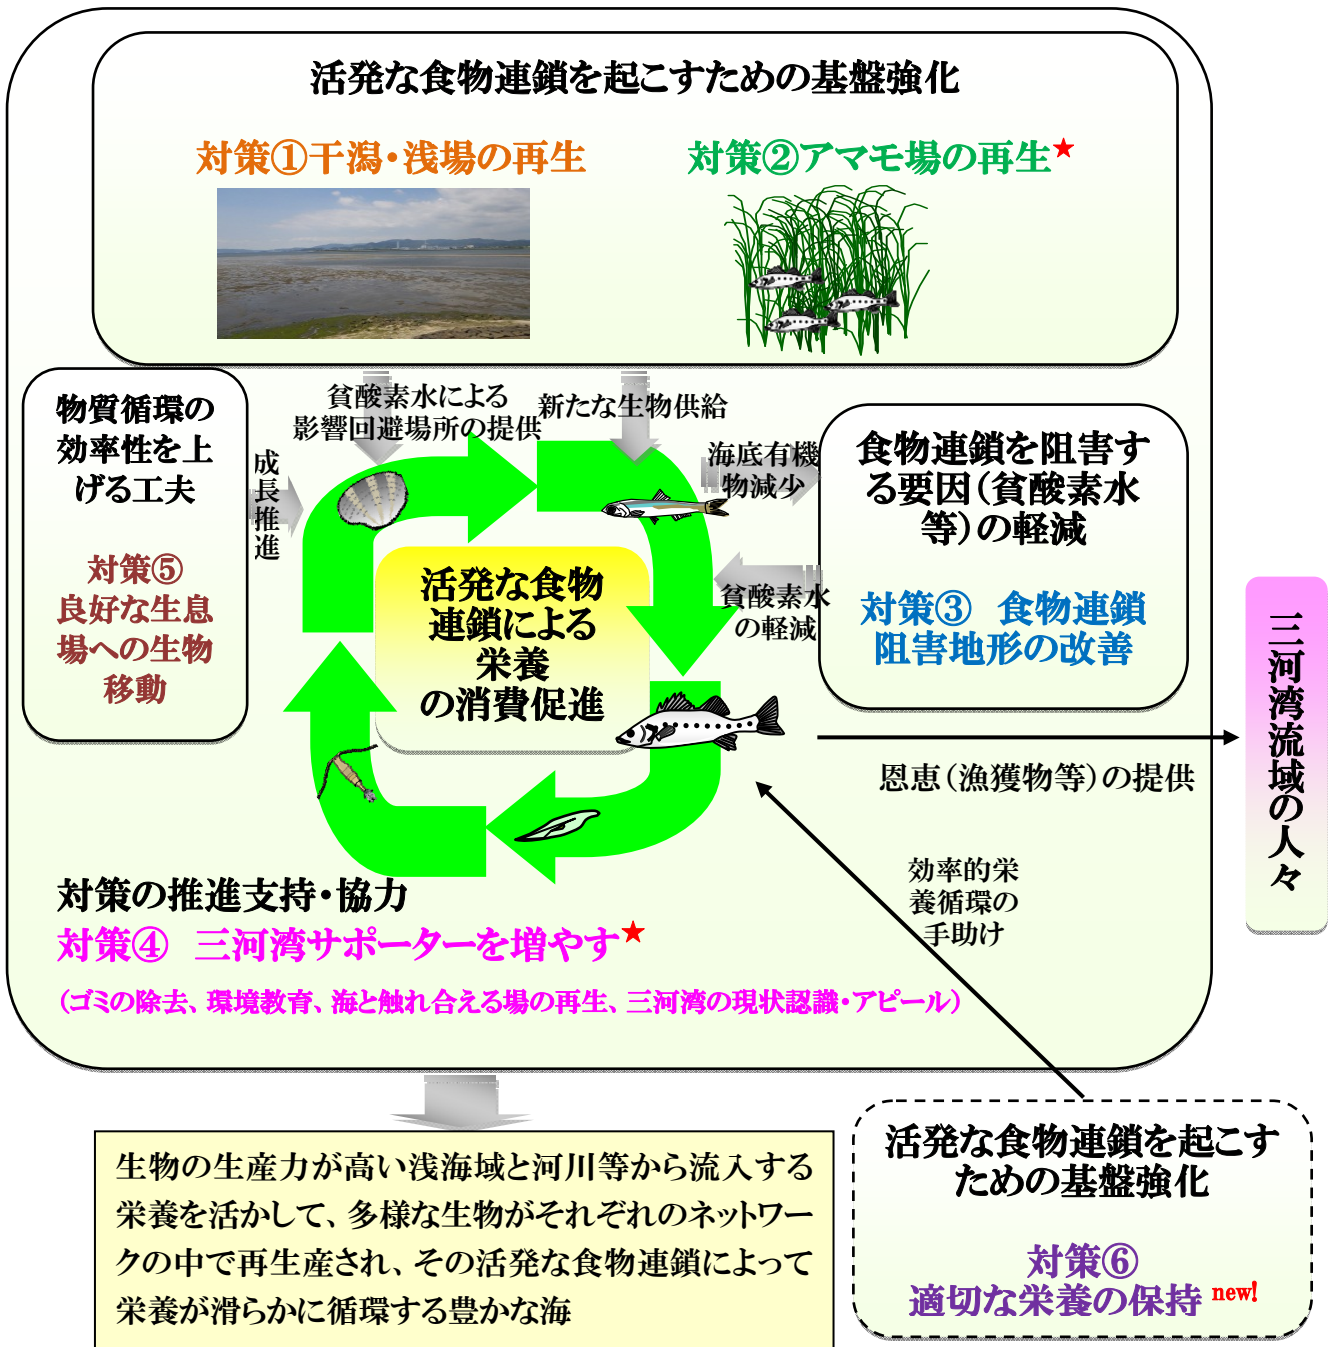 活発な食物連鎖を起こすための基盤強化
対策①干潟・浅場の再生
対策②アマモ場の再生★
物質循環の
効率性を上
げる工夫
対策⑤
良好な生息
場への生物
移動
成長推進
貧酸素水による
影響回避場所の提供
新たな生物供給
海底有機
物減少
貧酸素水
の軽減
食物連鎖を阻害す
る要因(貧酸素水
等)の軽減
対策③ 食物連鎖
阻害地形の改善
活発な食物
連鎖による
栄養
の消費促進
三河湾流域の人々
恩恵(漁獲物等)の提供
効率的栄
養循環の
手助け
対策の推進支持・協力
対策④ 三河湾サポーターを増やす★
(ゴミの除去、環境教育、海と触れ合える場の再生、三河湾の現状認識・アピール)
生物の生産力が高い浅海域と河川等から流入する
栄養を活かして、多様な生物がそれぞれのネットワー
クの中で再生産され、その活発な食物連鎖によって
栄養が滑らかに循環する豊かな海
活発な食物連鎖を起こす
ための基盤強化
対策⑥
適切な栄養の保持 new!